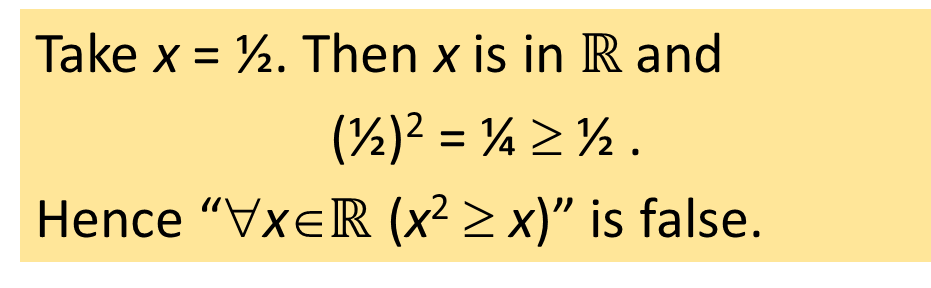 Take x = ½. Then x is in ℝ and
(½)² = ¼ ≥ ½ .
Hence “∀x∈ℝ (x² ≥ x)” is false.